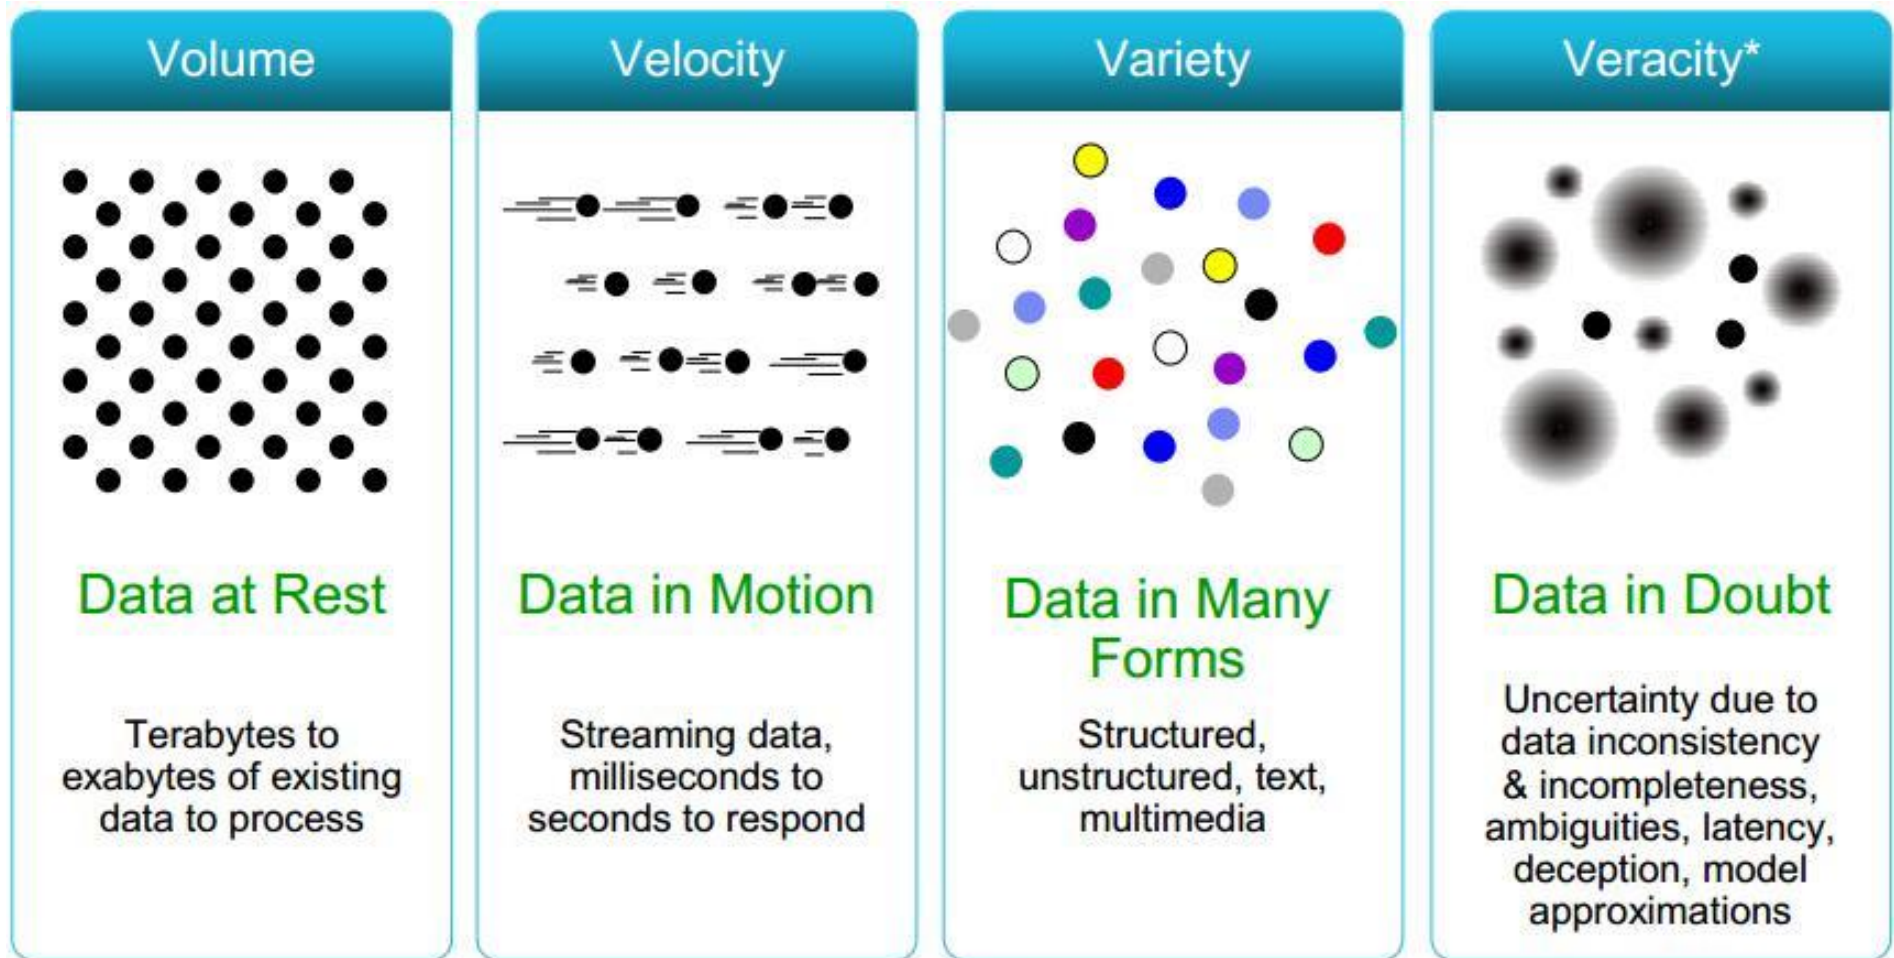 Volume
Data at Rest
Terabytes to
exabytes of existing
data to process
Velocity
Data in Motion
Streaming data,
milliseconds to
seconds to respond
Variety
Data in Many
Forms
Structured,
unstructured, text,
multimedia
Veracity*
Data in Doubt
Uncertainty due to
data inconsistency
& incompleteness,
ambiguities, latency,
deception, model
approximations